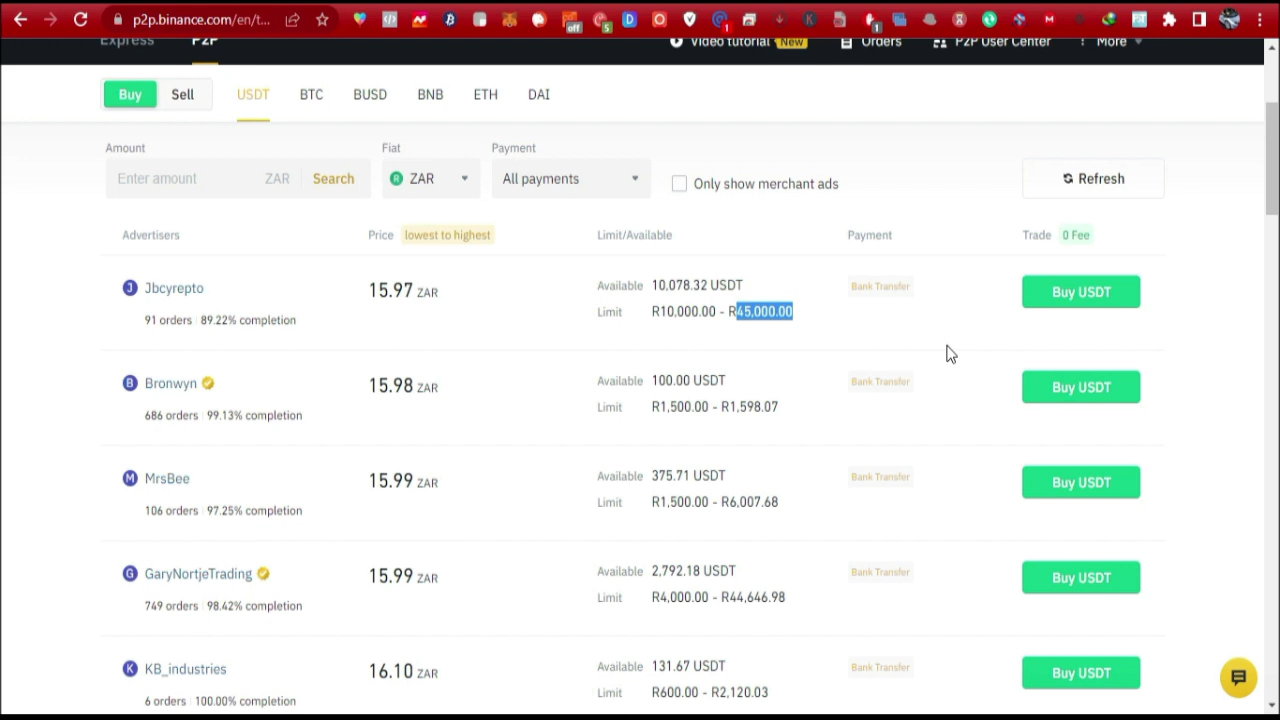 p2p.binance.com/en/t...
Express P2P Video tutorial New Orders P2P User Center More
Buy Sell USDT BTC BUSD BNB ETH DAI
Amount Fiat Payment
Enter amount ZAR Search ZAR All payments Only show merchant ads Refresh
Advertisers Price lowest to highest Limit/Available Payment Trade 0 Fee
J Jbcyrepto 15.97 ZAR Available 10,078.32 USDT Bank Transfer Buy USDT
91 orders 89.22% completion Limit R10,000.00 - R45,000.00
B Bronwyn 15.98 ZAR Available 100.00 USDT Bank Transfer Buy USDT
686 orders 99.13% completion Limit R1,500.00 - R1,598.07
M MrsBee 15.99 ZAR Available 375.71 USDT Bank Transfer Buy USDT
106 orders 97.25% completion Limit R1,500.00 - R6,007.68
G GaryNortjeTrading 15.99 ZAR Available 2,792.18 USDT Bank Transfer Buy USDT
749 orders 98.42% completion Limit R4,000.00 - R44,646.98
K KB_industries 16.10 ZAR Available 131.67 USDT Bank Transfer Buy USDT
6 orders 100.00% completion Limit R600.00 - R2,120.03